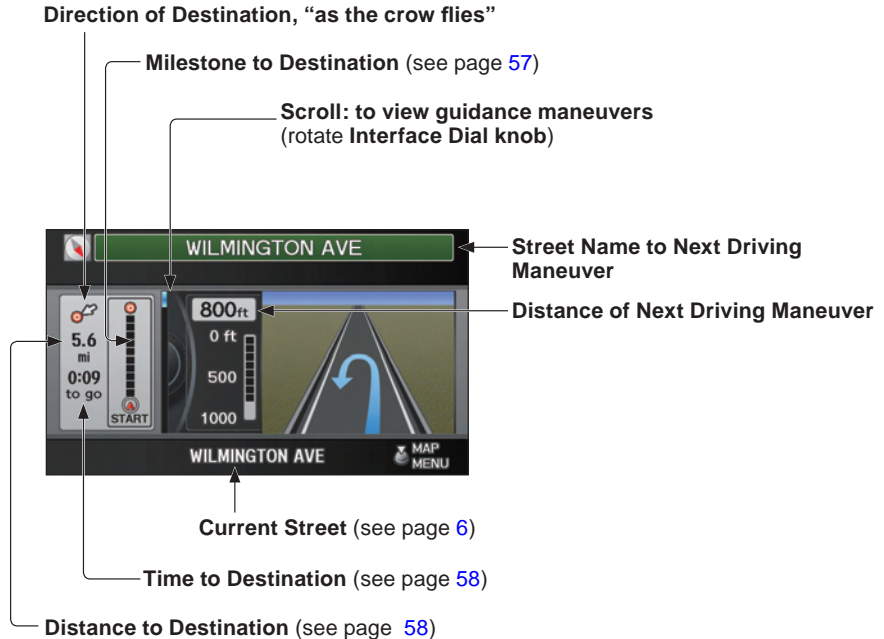 Direction of Destination, “as the crow flies”
Milestone to Destination (see page 57)
Scroll: to view guidance maneuvers
(rotate Interface Dial knob)
WILMINGTON AVE
Street Name to Next Driving
Maneuver
800ft
Distance of Next Driving Maneuver
5.6
mi
0:09
to go
START
0 ft
500
1000
WILMINGTON AVE
MAP
MENU
Current Street (see page 6)
Time to Destination (see page 58)
Distance to Destination (see page 58)